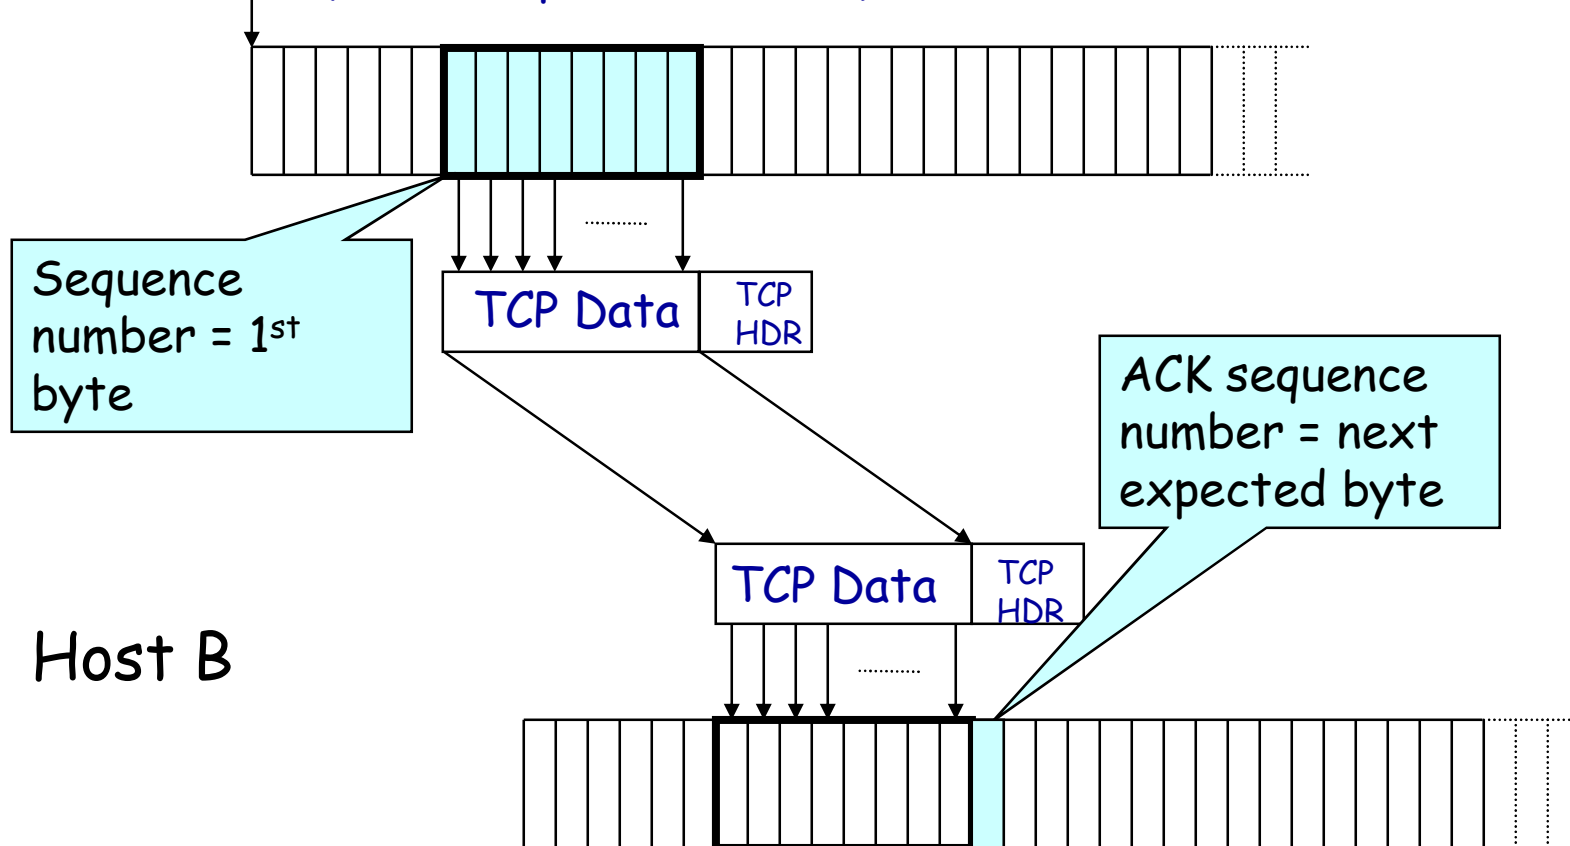 Sequence
number = 1st
byte
TCP Data
TCP
HDR
ACK sequence
number = next
expected byte
TCP Data
TCP
HDR
Host B